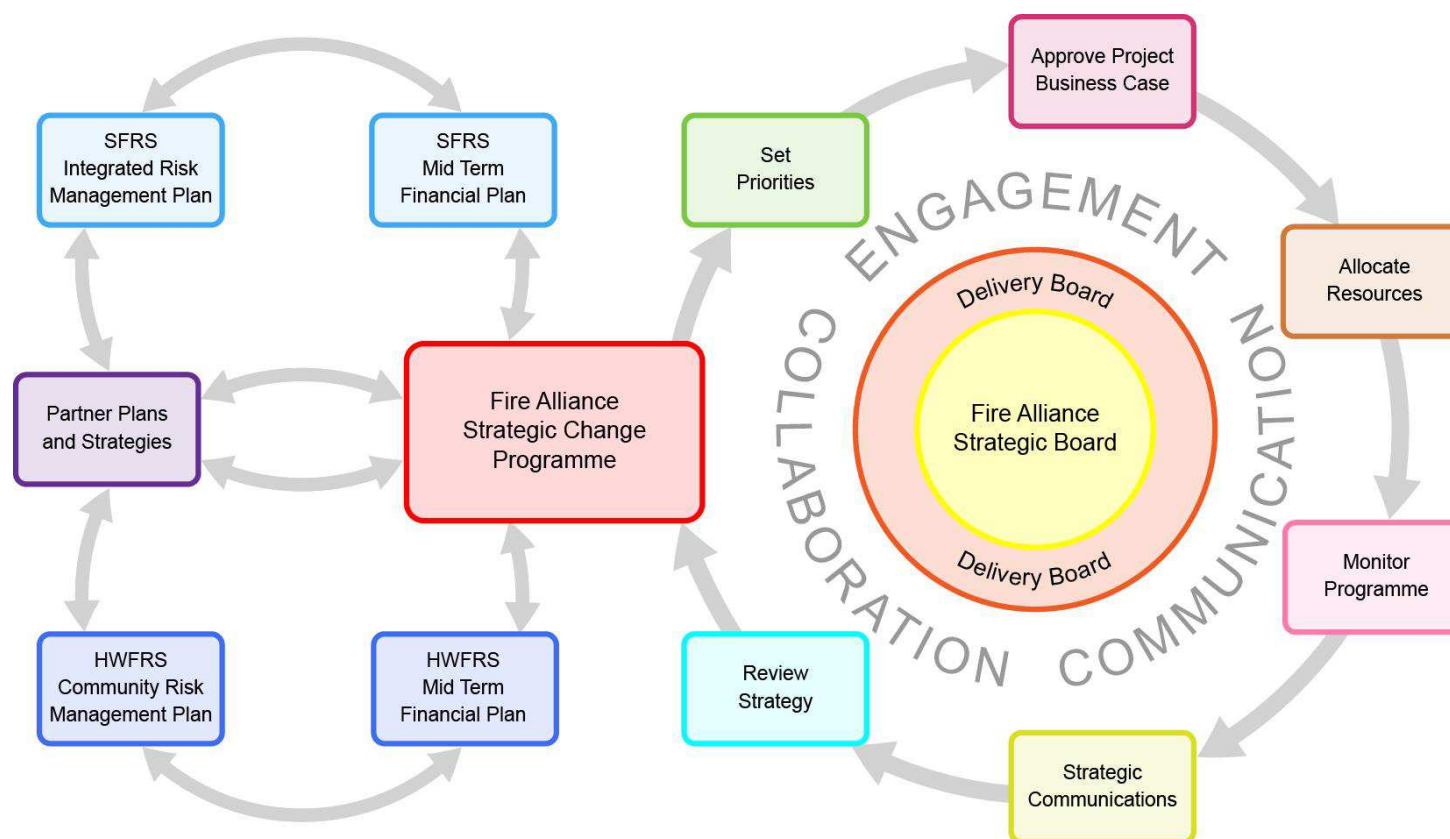 SFRS
Integrated Risk
Management Plan
SFRS
Mid Term
Financial Plan
Partner Plans
and Strategies
Fire Alliance
Strategic Change
Programme
HWFRS
Community Risk
Management Plan
HWFRS
Mid Term
Financial Plan
Set
Priorities
Approve Project
Business Case
Allocate
Resources
Monitor
Programme
Strategic
Communications
Review
Strategy
ENGAGEMENT
COMMUNICATION
COLLABORATION
Delivery Board
Fire Alliance
Strategic Board
Delivery Board